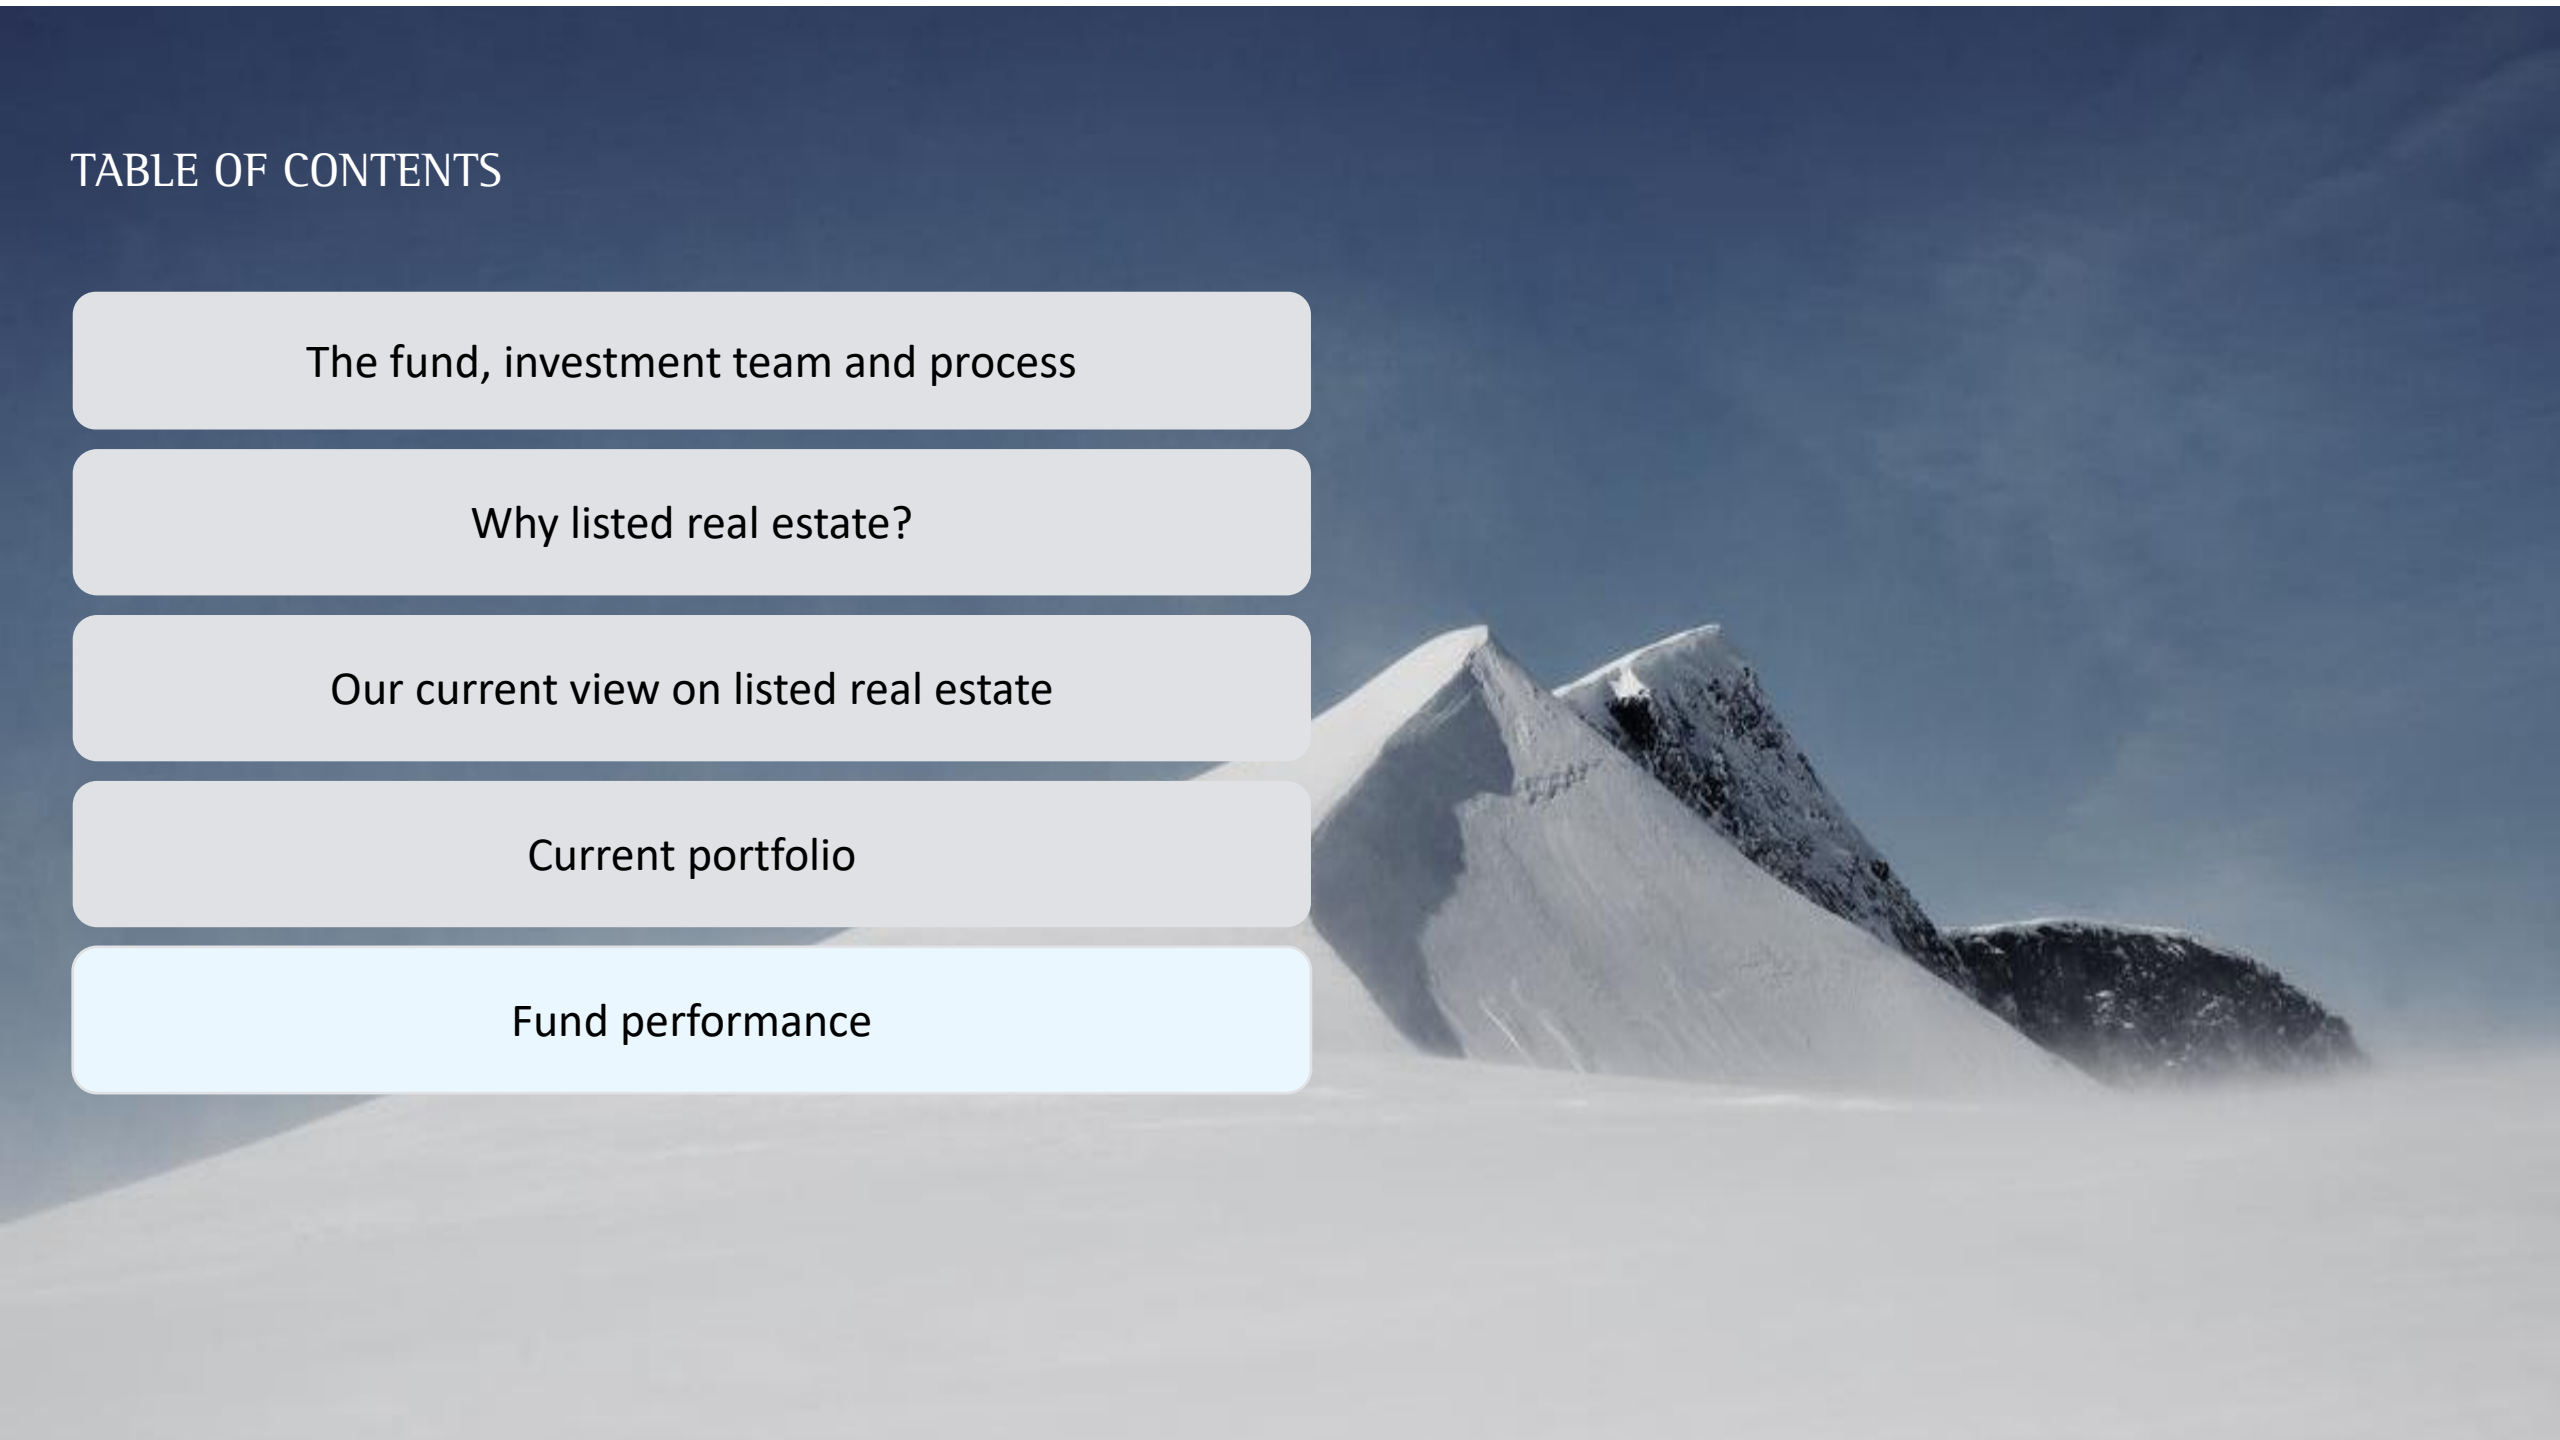 TABLE OF CONTENTS
The fund, investment team and process
Why listed real estate?
Our current view on listed real estate
Current portfolio
Fund performance